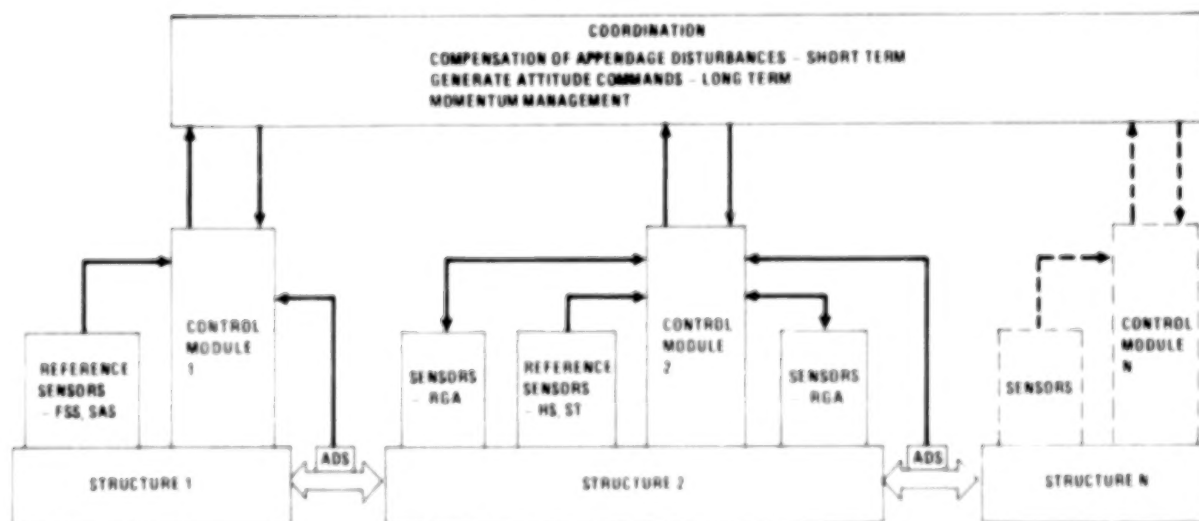 COORDINATION
COMPENSATION OF APPENDAGE DISTURBANCES – SHORT TERM
GENERATE ATTITUDE COMMANDS – LONG TERM
MOMENTUM MANAGEMENT
REFERENCE
SENSORS
– FSS, SAS
CONTROL
MODULE
1
SENSORS
– RGA
REFERENCE
SENSORS
– HS, ST
CONTROL
MODULE
2
SENSORS
– RGA
SENSORS
CONTROL
MODULE
N
STRUCTURE 1
ADS
STRUCTURE 2
ADS
STRUCTURE N